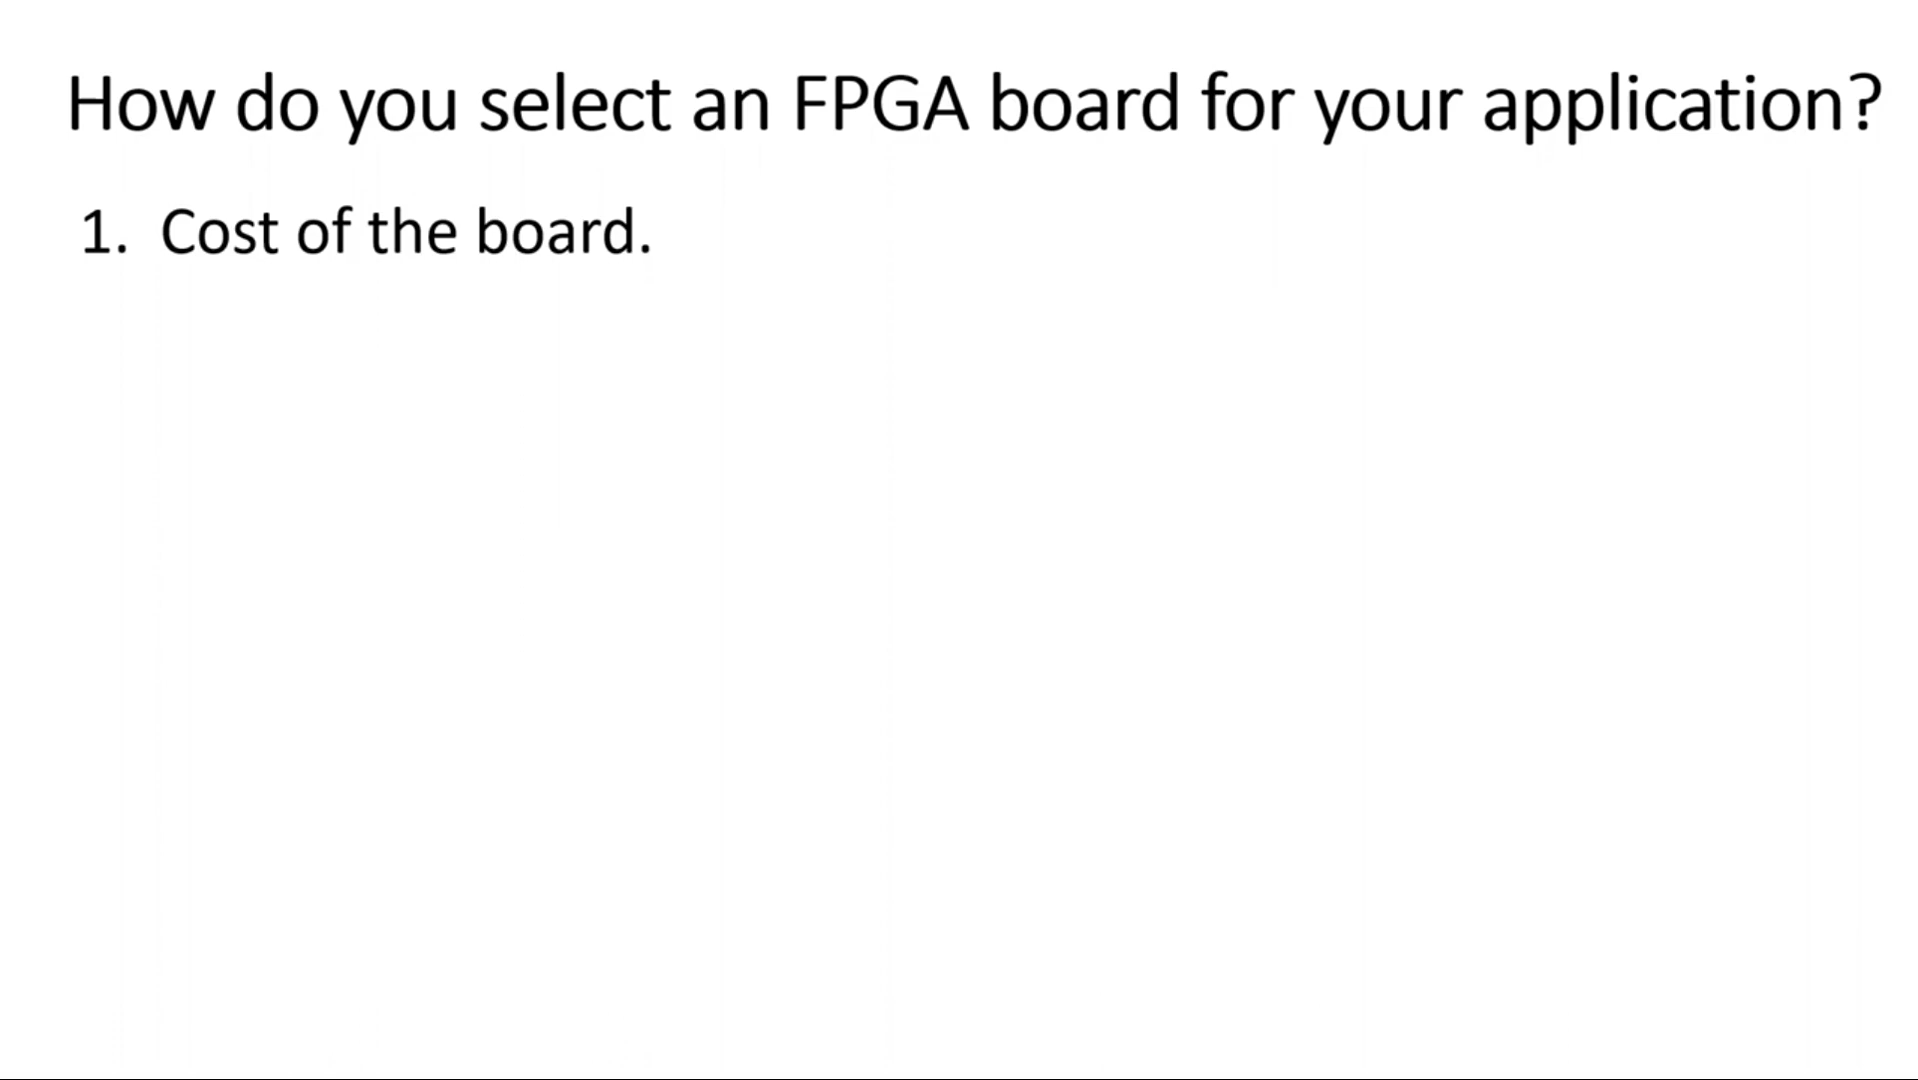 How do you select an FPGA board for your application?
1. Cost of the board.